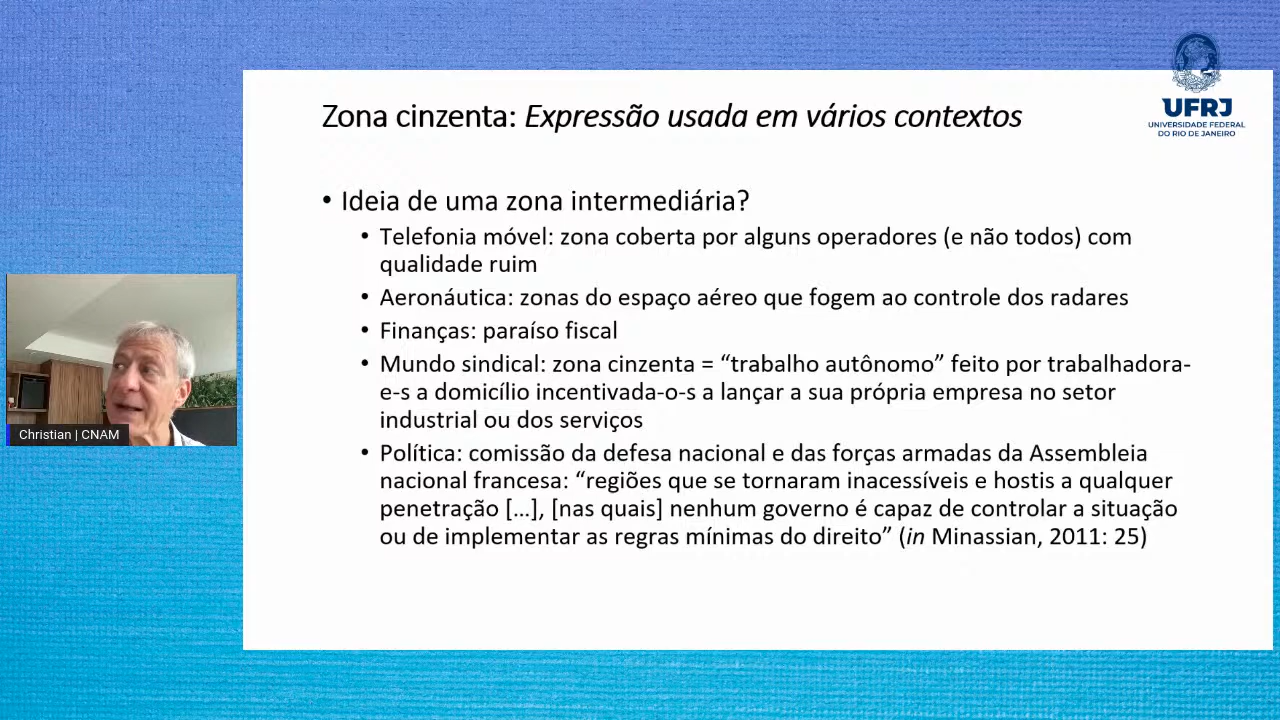 Zona cinzenta: Expressão usada em vários contextos
UFRJ
UNIVERSIDADE FEDERAL
DO RIO DE JANEIRO
• Ideia de uma zona intermediária?
• Telefonia móvel: zona coberta por alguns operadores (e não todos) com
qualidade ruim
• Aeronáutica: zonas do espaço aéreo que fogem ao controle dos radares
• Finanças: paraíso fiscal
• Mundo sindical: zona cinzenta = “trabalho autônomo” feito por trabalhadora-
e-s a domicílio incentivada-o-s a lançar a sua própria empresa no setor
industrial ou dos serviços
• Política: comissão da defesa nacional e das forças armadas da Assembleia
nacional francesa: “regiões que se tornaram inacessíveis e hostis a qualquer
penetração [...], [nas quais] nenhum governo é capaz de controlar a situação
ou de implementar as regras mínimas do direito” (in Minassian, 2011: 25)
Christian | CNAM